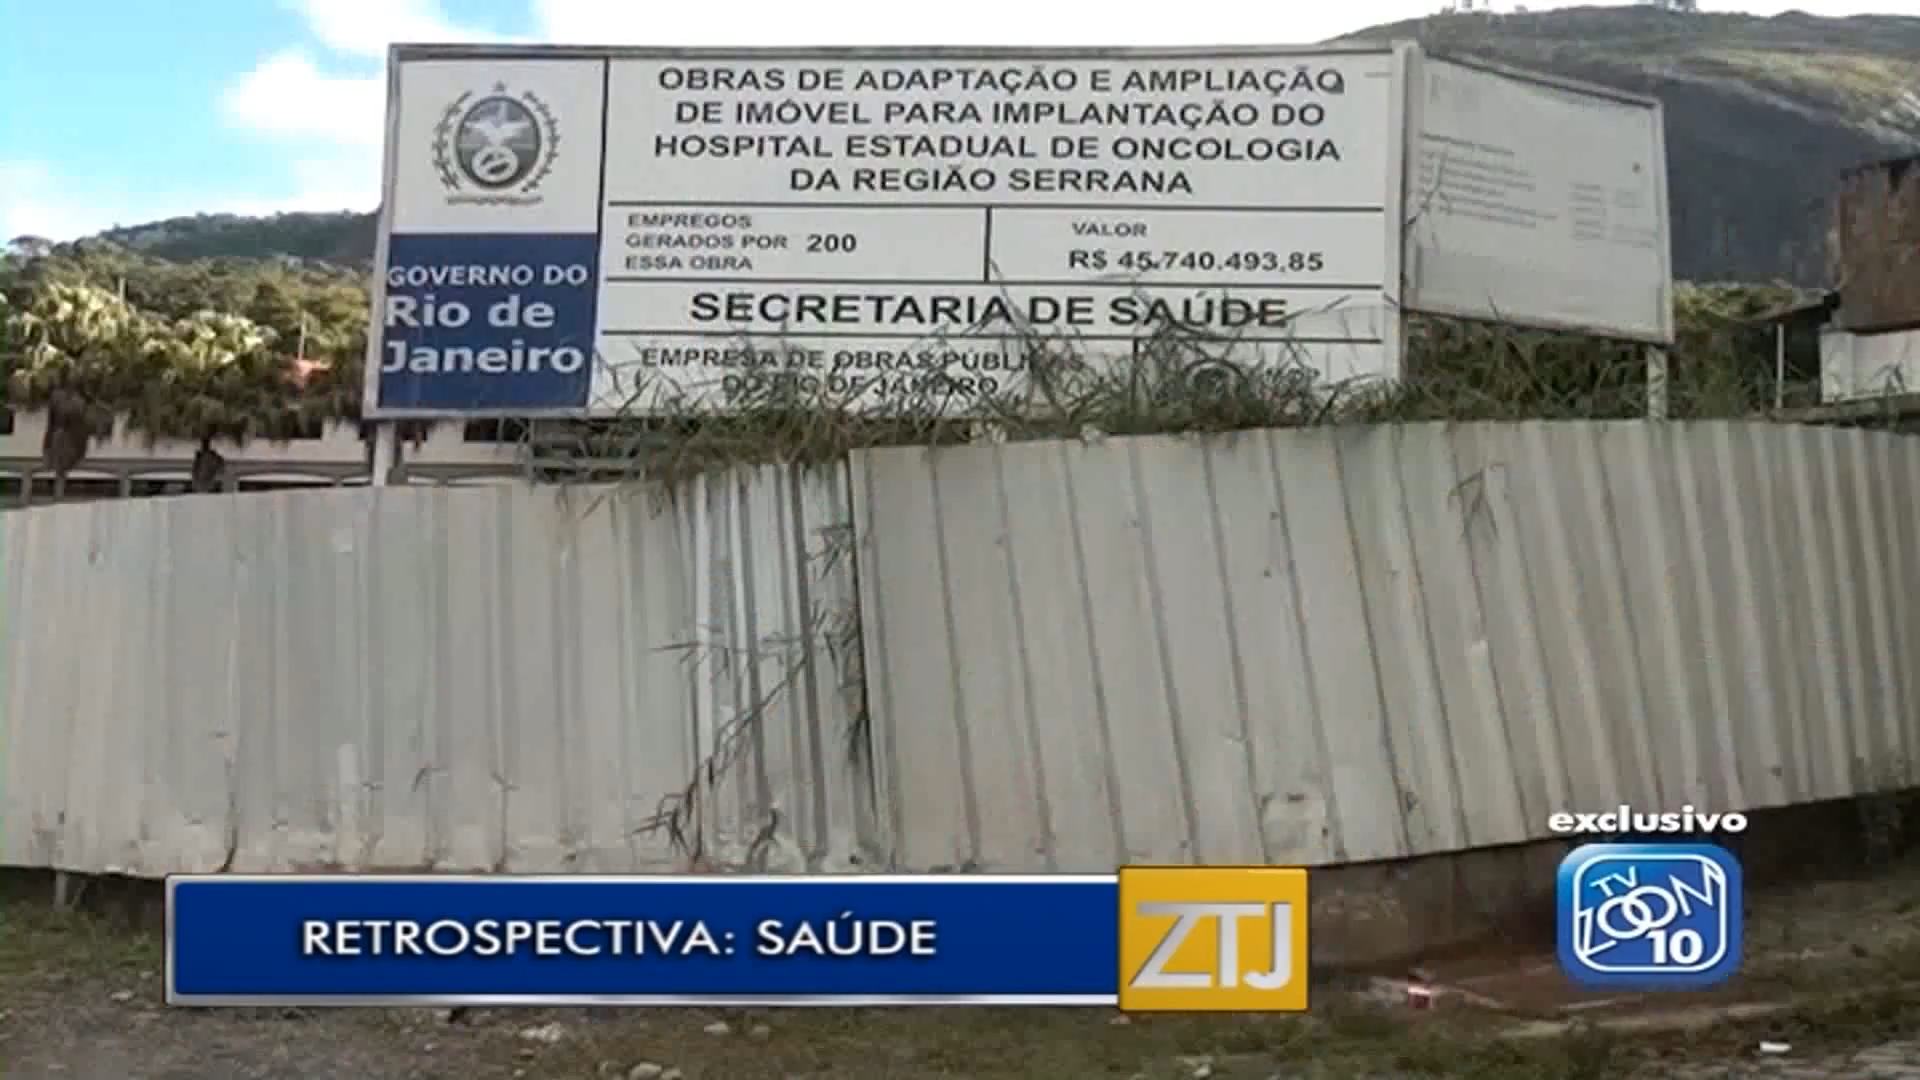 OBRAS DE ADAPTAÇÃO E AMPLIAÇÃO
DE IMÓVEL PARA IMPLANTAÇÃO DO
HOSPITAL ESTADUAL DE ONCOLOGIA
DA REGIÃO SERRANA
EMPREGOS
GERADOS POR 200
ESSA OBRA
VALOR
R$ 45.740.493,85
GOVERNO DO
Rio de
Janeiro
SECRETARIA DE SAÚDE
EMPRESA DE OBRAS
DO RIO DE JANEIRO
exclusivo
TV
ZOOM
10
RETROSPECTIVA: SAÚDE
ZTJ